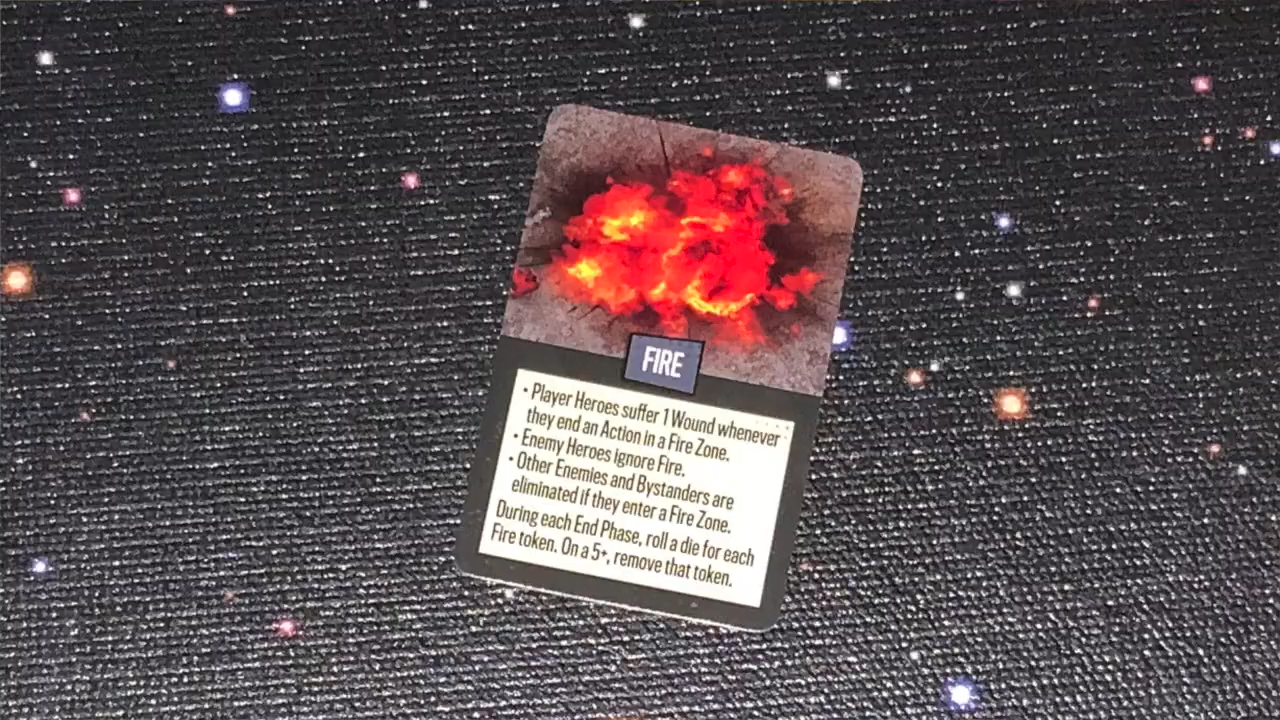 FIRE
• Player Heroes suffer 1 Wound whenever
they end an Action in a Fire Zone.
• Enemy Heroes ignore Fire.
• Other Enemies and Bystanders are
eliminated if they enter a Fire Zone.
During each End Phase, roll a die for each
Fire token. On a 5+, remove that token.